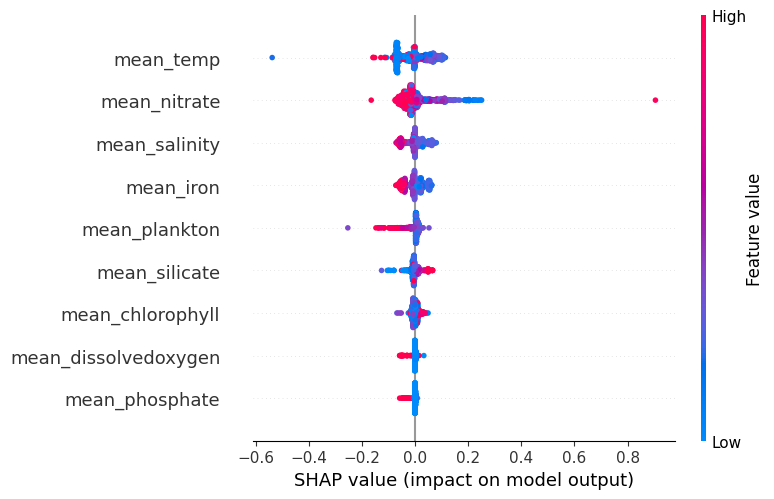 High
mean_temp
mean_nitrate
mean_salinity
mean_iron
mean_plankton
mean_silicate
mean_chlorophyll
mean_dissolvedoxygen
mean_phosphate
Feature value
Low
−0.6 −0.4 −0.2 0.0 0.2 0.4 0.6 0.8
SHAP value (impact on model output)